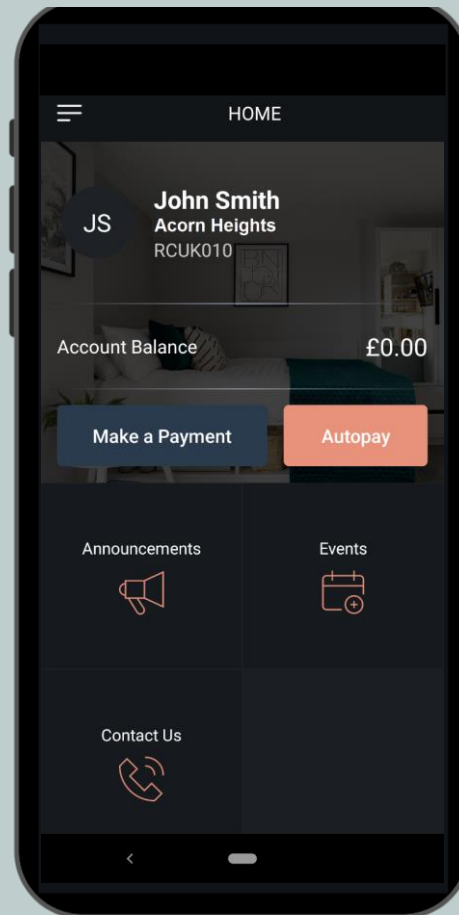 HOME
JS
John Smith
Acorn Heights
RCUK010
Account Balance
£0.00
Make a Payment
Autopay
Announcements
Events
Contact Us